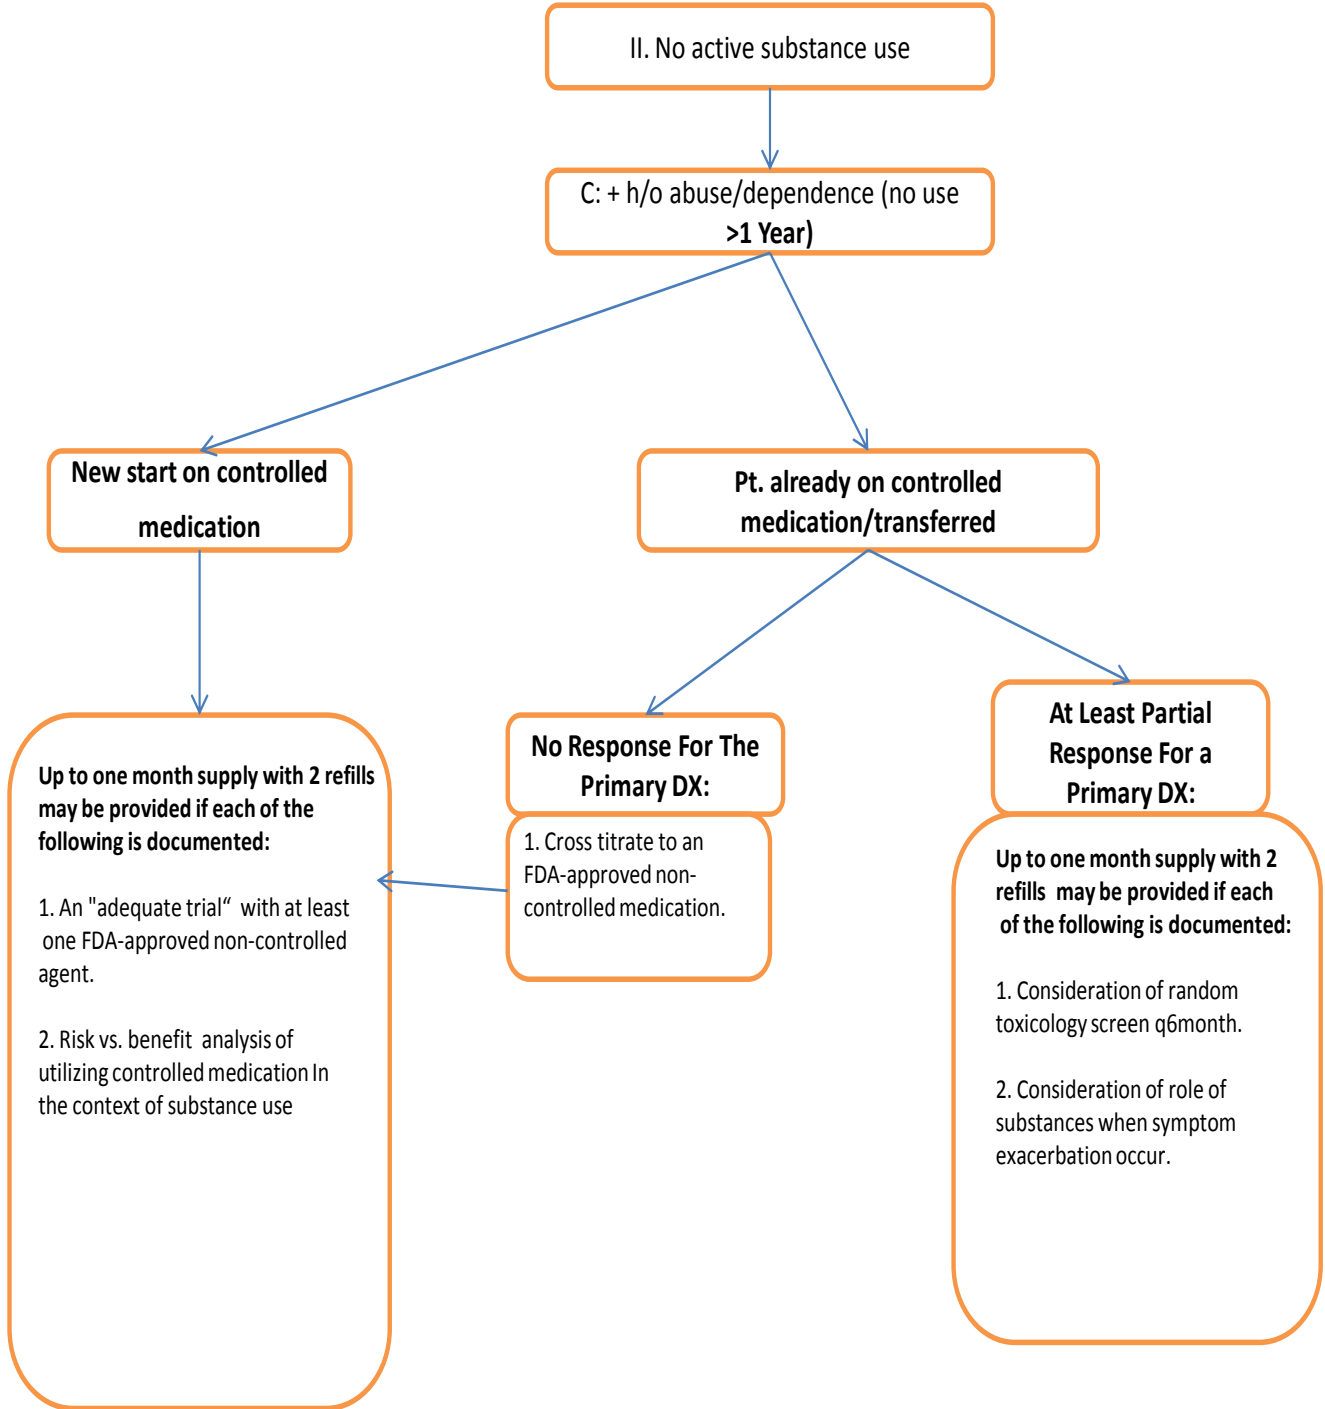 II. No active substance use
C: + h/o abuse/dependence (no use
>1 Year)
New start on controlled
medication
Pt. already on controlled
medication/transferred
Up to one month supply with 2 refills
may be provided if each of the
following is documented:
1. An "adequate trial“ with at least
one FDA-approved non-controlled
agent.
2. Risk vs. benefit analysis of
utilizing controlled medication In
the context of substance use
No Response For The
Primary DX:
1. Cross titrate to an
FDA-approved non-
controlled medication.
At Least Partial
Response For a
Primary DX:
Up to one month supply with 2
refills may be provided if each
of the following is documented:
1. Consideration of random
toxicology screen q6month.
2. Consideration of role of
substances when symptom
exacerbation occur.